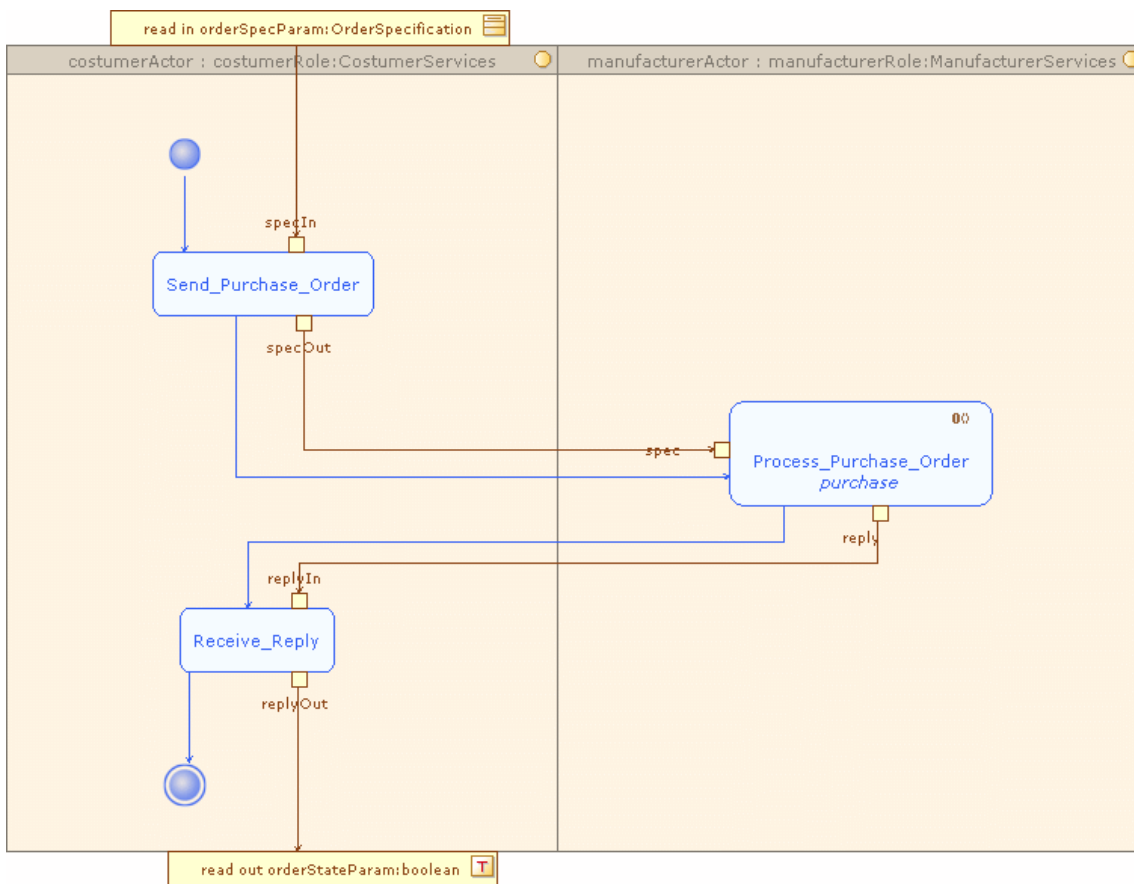 read in orderSpecParam:OrderSpecification
costumerActor : costumerRole:CostumerServices
manufacturerActor : manufacturerRole:ManufacturerServices
specIn
Send_Purchase_Order
specOut
spec
Process_Purchase_Order
purchase
reply
replyIn
Receive_Reply
replyOut
read out orderStateParam:boolean
T